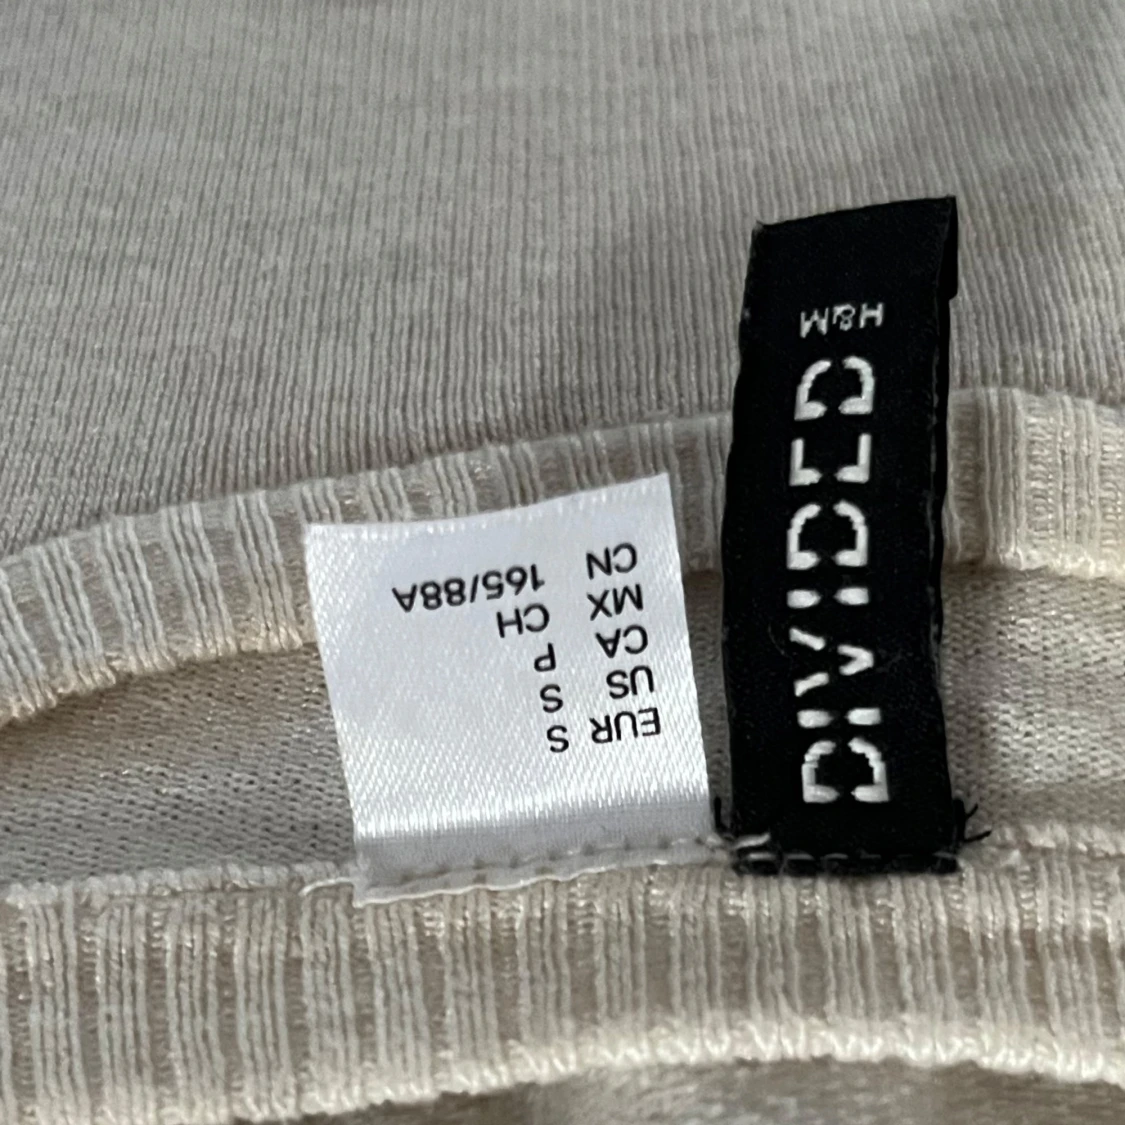 EUR S
US S
CA P
MX CH
CN 165/88A
DIVIDED
H&M